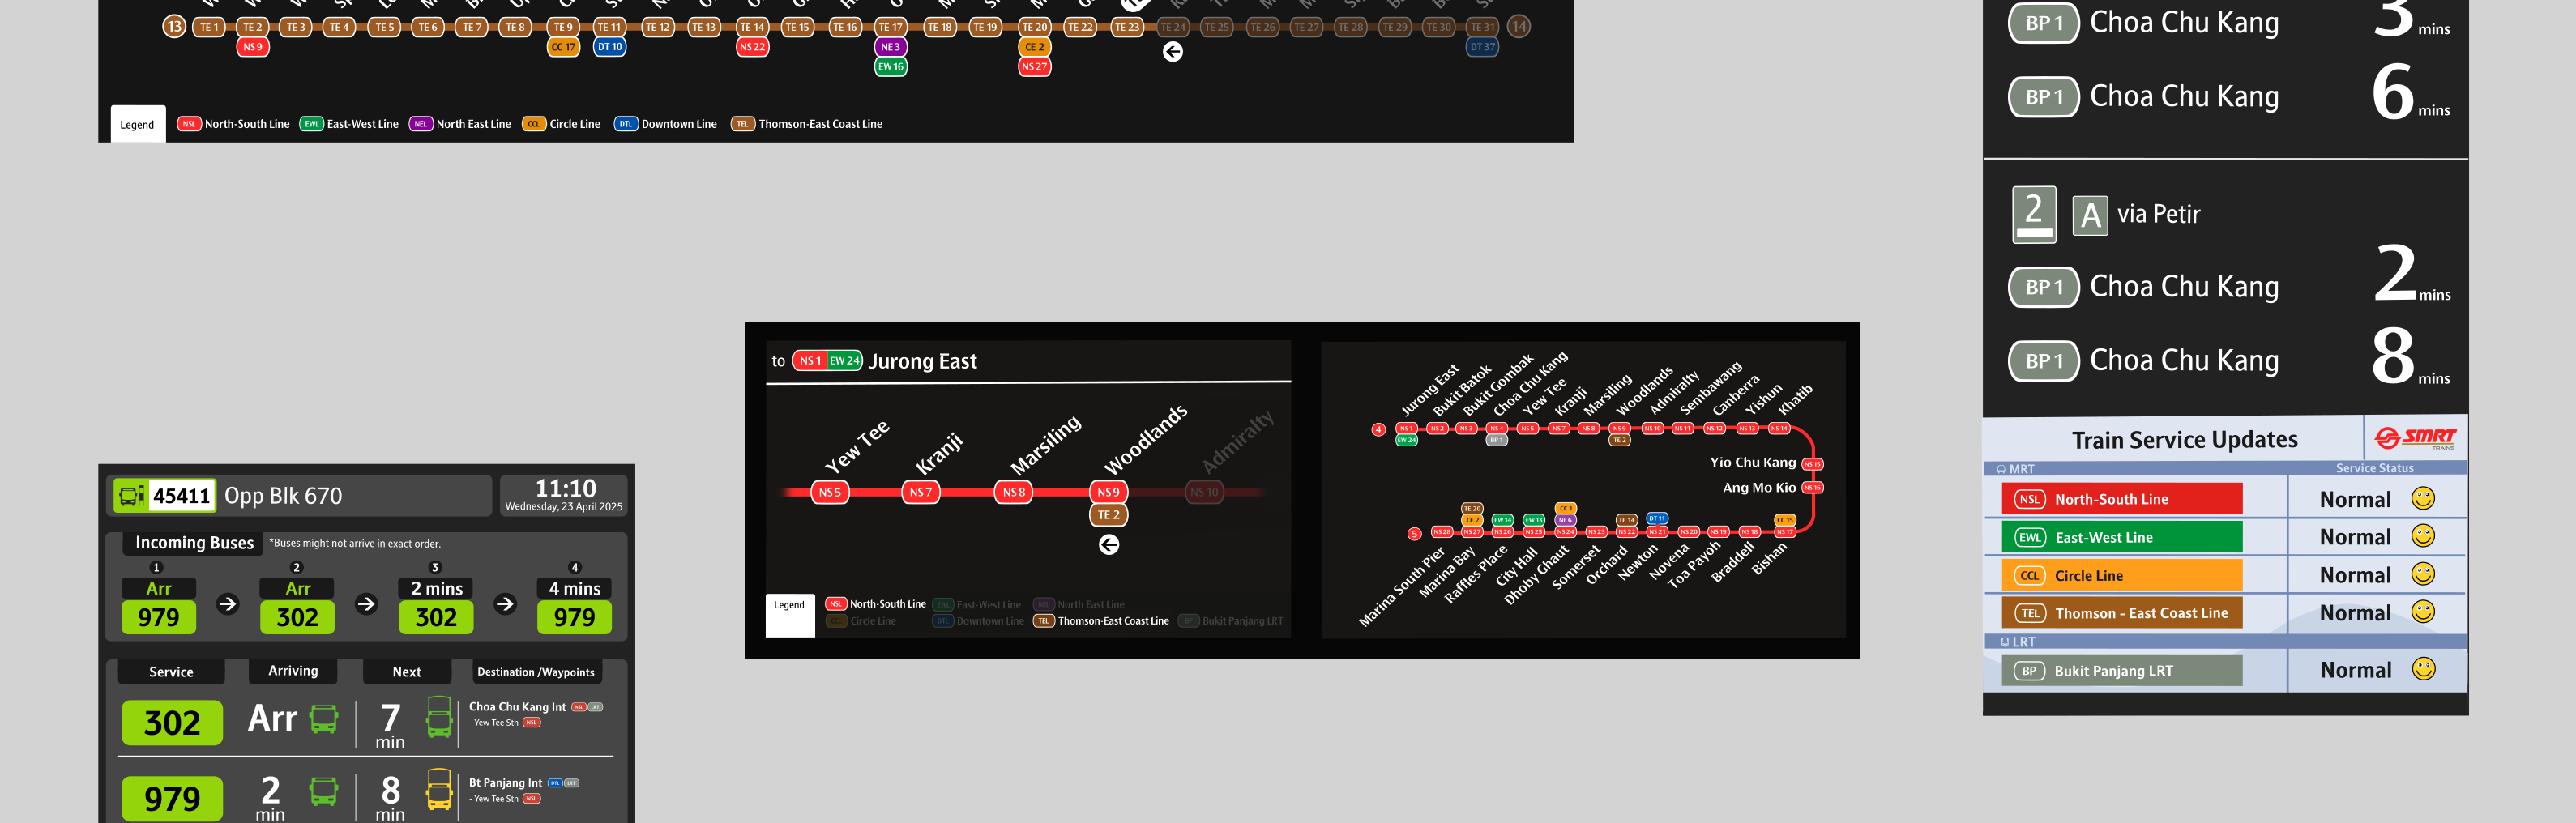 13 TE 1 TE 2 TE 3 TE 4 TE 5 TE 6 TE 7 TE 8 TE 9 TE 11 TE 12 TE 13 TE 14 TE 15 TE 16 TE 17 TE 18 TE 19 TE 20 TE 22 TE 23 TE 24 TE 25 TE 26 TE 27 TE 28 TE 29 TE 30 TE 31 14
NS 9 CC 17 DT 10 NS 22 NE 3 CE 2 DT 37
EW 16 NS 27
Legend NSL North-South Line EWL East-West Line NEL North East Line CCL Circle Line DTL Downtown Line TEL Thomson-East Coast Line
BP 1 Choa Chu Kang 3 mins
BP 1 Choa Chu Kang 6 mins
2 A via Petir
BP 1 Choa Chu Kang 2 mins
BP 1 Choa Chu Kang 8 mins
Train Service Updates SMRT TRAINS
MRT Service Status
NSL North-South Line Normal
EWL East-West Line Normal
CCL Circle Line Normal
TEL Thomson - East Coast Line Normal
LRT
BP Bukit Panjang LRT Normal
to NS 1 EW 24 Jurong East
Yew Tee Kranji Marsiling Woodlands Admiralty
NS 5 NS 7 NS 8 NS 9 NS 10
TE 2
Legend NSL North-South Line EWL East-West Line NEL North East Line
CCL Circle Line DTL Downtown Line TEL Thomson-East Coast Line BP Bukit Panjang LRT
Jurong East Bukit Batok Bukit Gombak Choa Chu Kang Yew Tee Kranji Marsiling Woodlands Admiralty Sembawang Canberra Yishun Khatib
4 NS 1 NS 2 NS 3 NS 4 NS 5 NS 7 NS 8 NS 9 NS 10 NS 11 NS 12 NS 13 NS 14
EW 24 BP 1 TE 2
Yio Chu Kang NS 15
Ang Mo Kio NS 16
TE 20 CC 1
CE 2 EW 14 EW 13 NE 6 TE 14 DT 11 CC 15
5 NS 28 NS 27 NS 26 NS 25 NS 24 NS 23 NS 22 NS 21 NS 20 NS 19 NS 18 NS 17
Marina South Pier Marina Bay Raffles Place City Hall Dhoby Ghaut Somerset Orchard Newton Novena Toa Payoh Braddell Bishan
45411 Opp Blk 670 11:10
Wednesday, 23 April 2025
Incoming Buses *Buses might not arrive in exact order.
1 2 3 4
Arr Arr 2 mins 4 mins
979 302 302 979
Service Arriving Next Destination /Waypoints
302 Arr 7 min Choa Chu Kang Int NSL LRT
- Yew Tee Stn NSL
979 2 min 8 min Bt Panjang Int DTL LRT
- Yew Tee Stn NSL